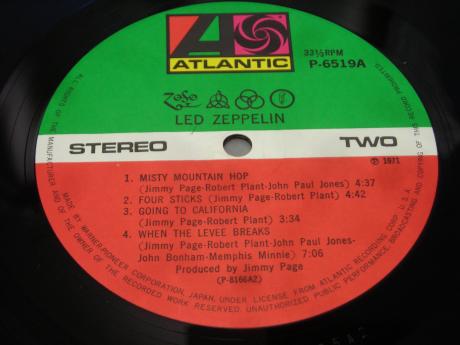 ATLANTIC
33⅓RPM
P-6519A
LED ZEPPELIN
STEREO
TWO
Ⓟ 1971
1. MISTY MOUNTAIN HOP
(Jimmy Page-Robert Plant-John Paul Jones) 4:37
2. FOUR STICKS (Jimmy Page-Robert Plant) 4:42
3. GOING TO CALIFORNIA
(Jimmy Page-Robert Plant) 3:34
4. WHEN THE LEVEE BREAKS
(Jimmy Page-Robert Plant-John Paul Jones-
John Bonham-Memphis Minnie) 7:06
Produced by Jimmy Page
(P-8166A2)
MADE BY WARNER-PIONEER CORPORATION, JAPAN, UNDER LICENSE FROM ATLANTIC RECORDING CORP. U.S.A.
ALL RIGHTS OF THE MANUFACTURER AND OF THE OWNER OF THE RECORDED WORK RESERVED. UNAUTHORIZED PUBLIC PERFORMANCE, BROADCASTING AND COPYING OF THIS RECORD PROHIBITED.